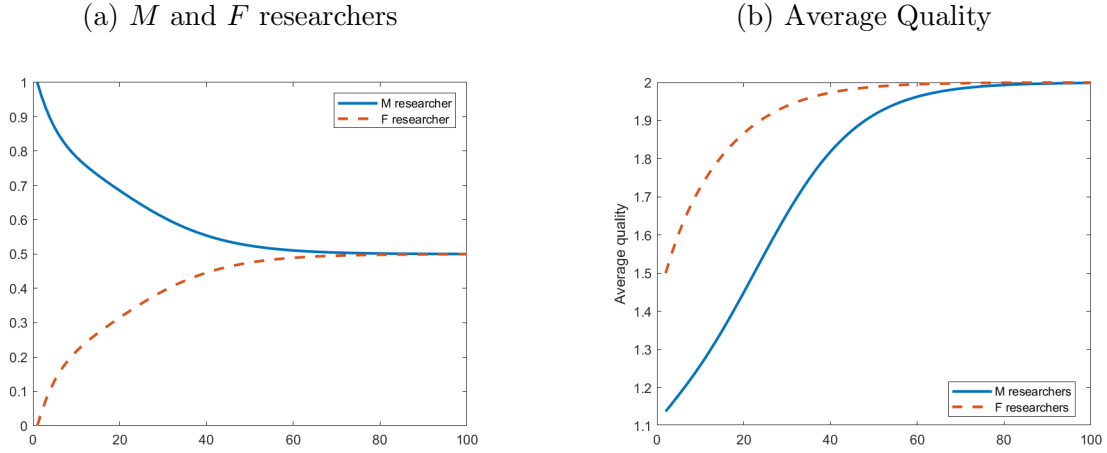 (a) M and F researchers
1
0.9
0.8
0.7
0.6
0.5
0.4
0.3
0.2
0.1
0
0 20 40 60 80 100
M researcher
F researcher
(b) Average Quality
Average quality
2
1.9
1.8
1.7
1.6
1.5
1.4
1.3
1.2
1.1
0 20 40 60 80 100
M researchers
F researchers